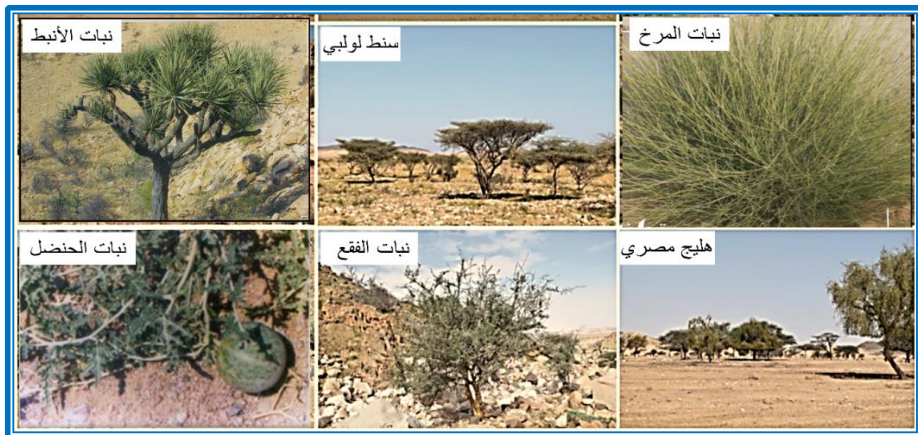 نبات المرخ
سنط لولبي
نبات الأنبط
هليج مصري
نبات القفع
نبات الحنضل